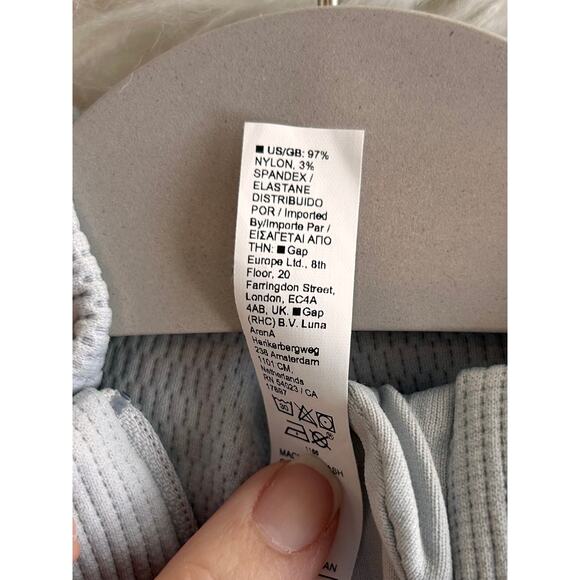 ■ US/GB: 97%
NYLON, 3%
SPANDEX /
ELASTANE
DISTRIBUIDO
POR / Imported
By/Importe Par /
ΕΙΣΑΓΕΤΑΙ ΑΠΟ
THN: ■ Gap
Europe Ltd., 8th
Floor, 20
Farringdon Street,
London, EC4A
4AB, UK. ■ Gap
(RHC) B.V. Luna
ArenA
Herikerbergweg
238 Amsterdam
1101 CM,
Netherlands
RN 54023 / CA
17897
30